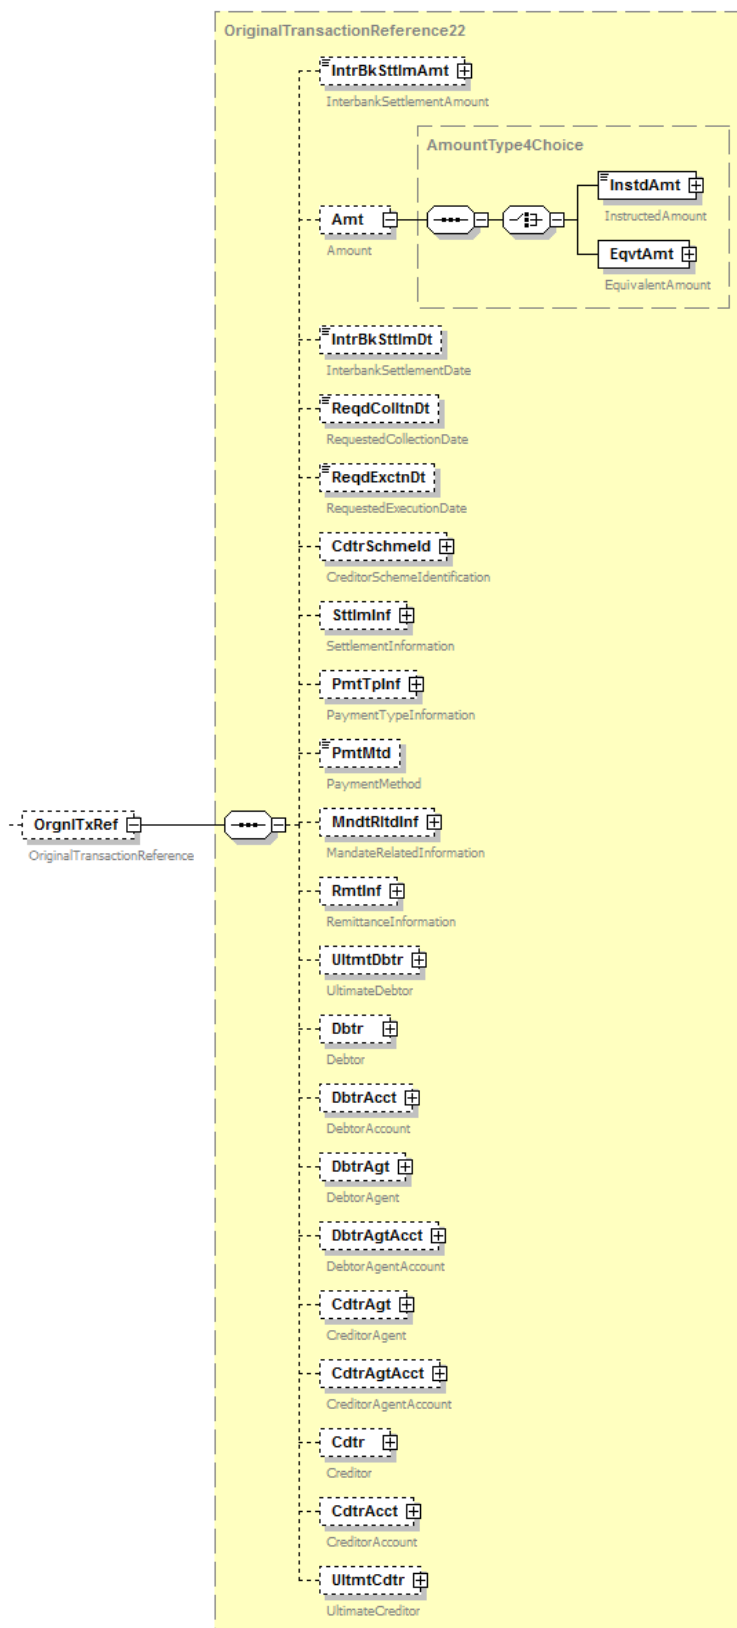 OriginalTransactionReference22
IntrBkSttlmAmt
InterbankSettlementAmount
AmountType4Choice
InstdAmt
InstructedAmount
Amt
Amount
EqvtAmt
EquivalentAmount
IntrBkSttlmDt
InterbankSettlementDate
ReqdColltnDt
RequestedCollectionDate
ReqdExctnDt
RequestedExecutionDate
CdtrSchmeId
CreditorSchemeIdentification
SttlmInf
SettlementInformation
PmtTpInf
PaymentTypeInformation
PmtMtd
PaymentMethod
OrgnlTxRef
OriginalTransactionReference
MndtRltdInf
MandateRelatedInformation
RmtInf
RemittanceInformation
UltmtDbtr
UltimateDebtor
Dbtr
Debtor
DbtrAcct
DebtorAccount
DbtrAgt
DebtorAgent
DbtrAgtAcct
DebtorAgentAccount
CdtrAgt
CreditorAgent
CdtrAgtAcct
CreditorAgentAccount
Cdtr
Creditor
CdtrAcct
CreditorAccount
UltmtCdtr
UltimateCreditor